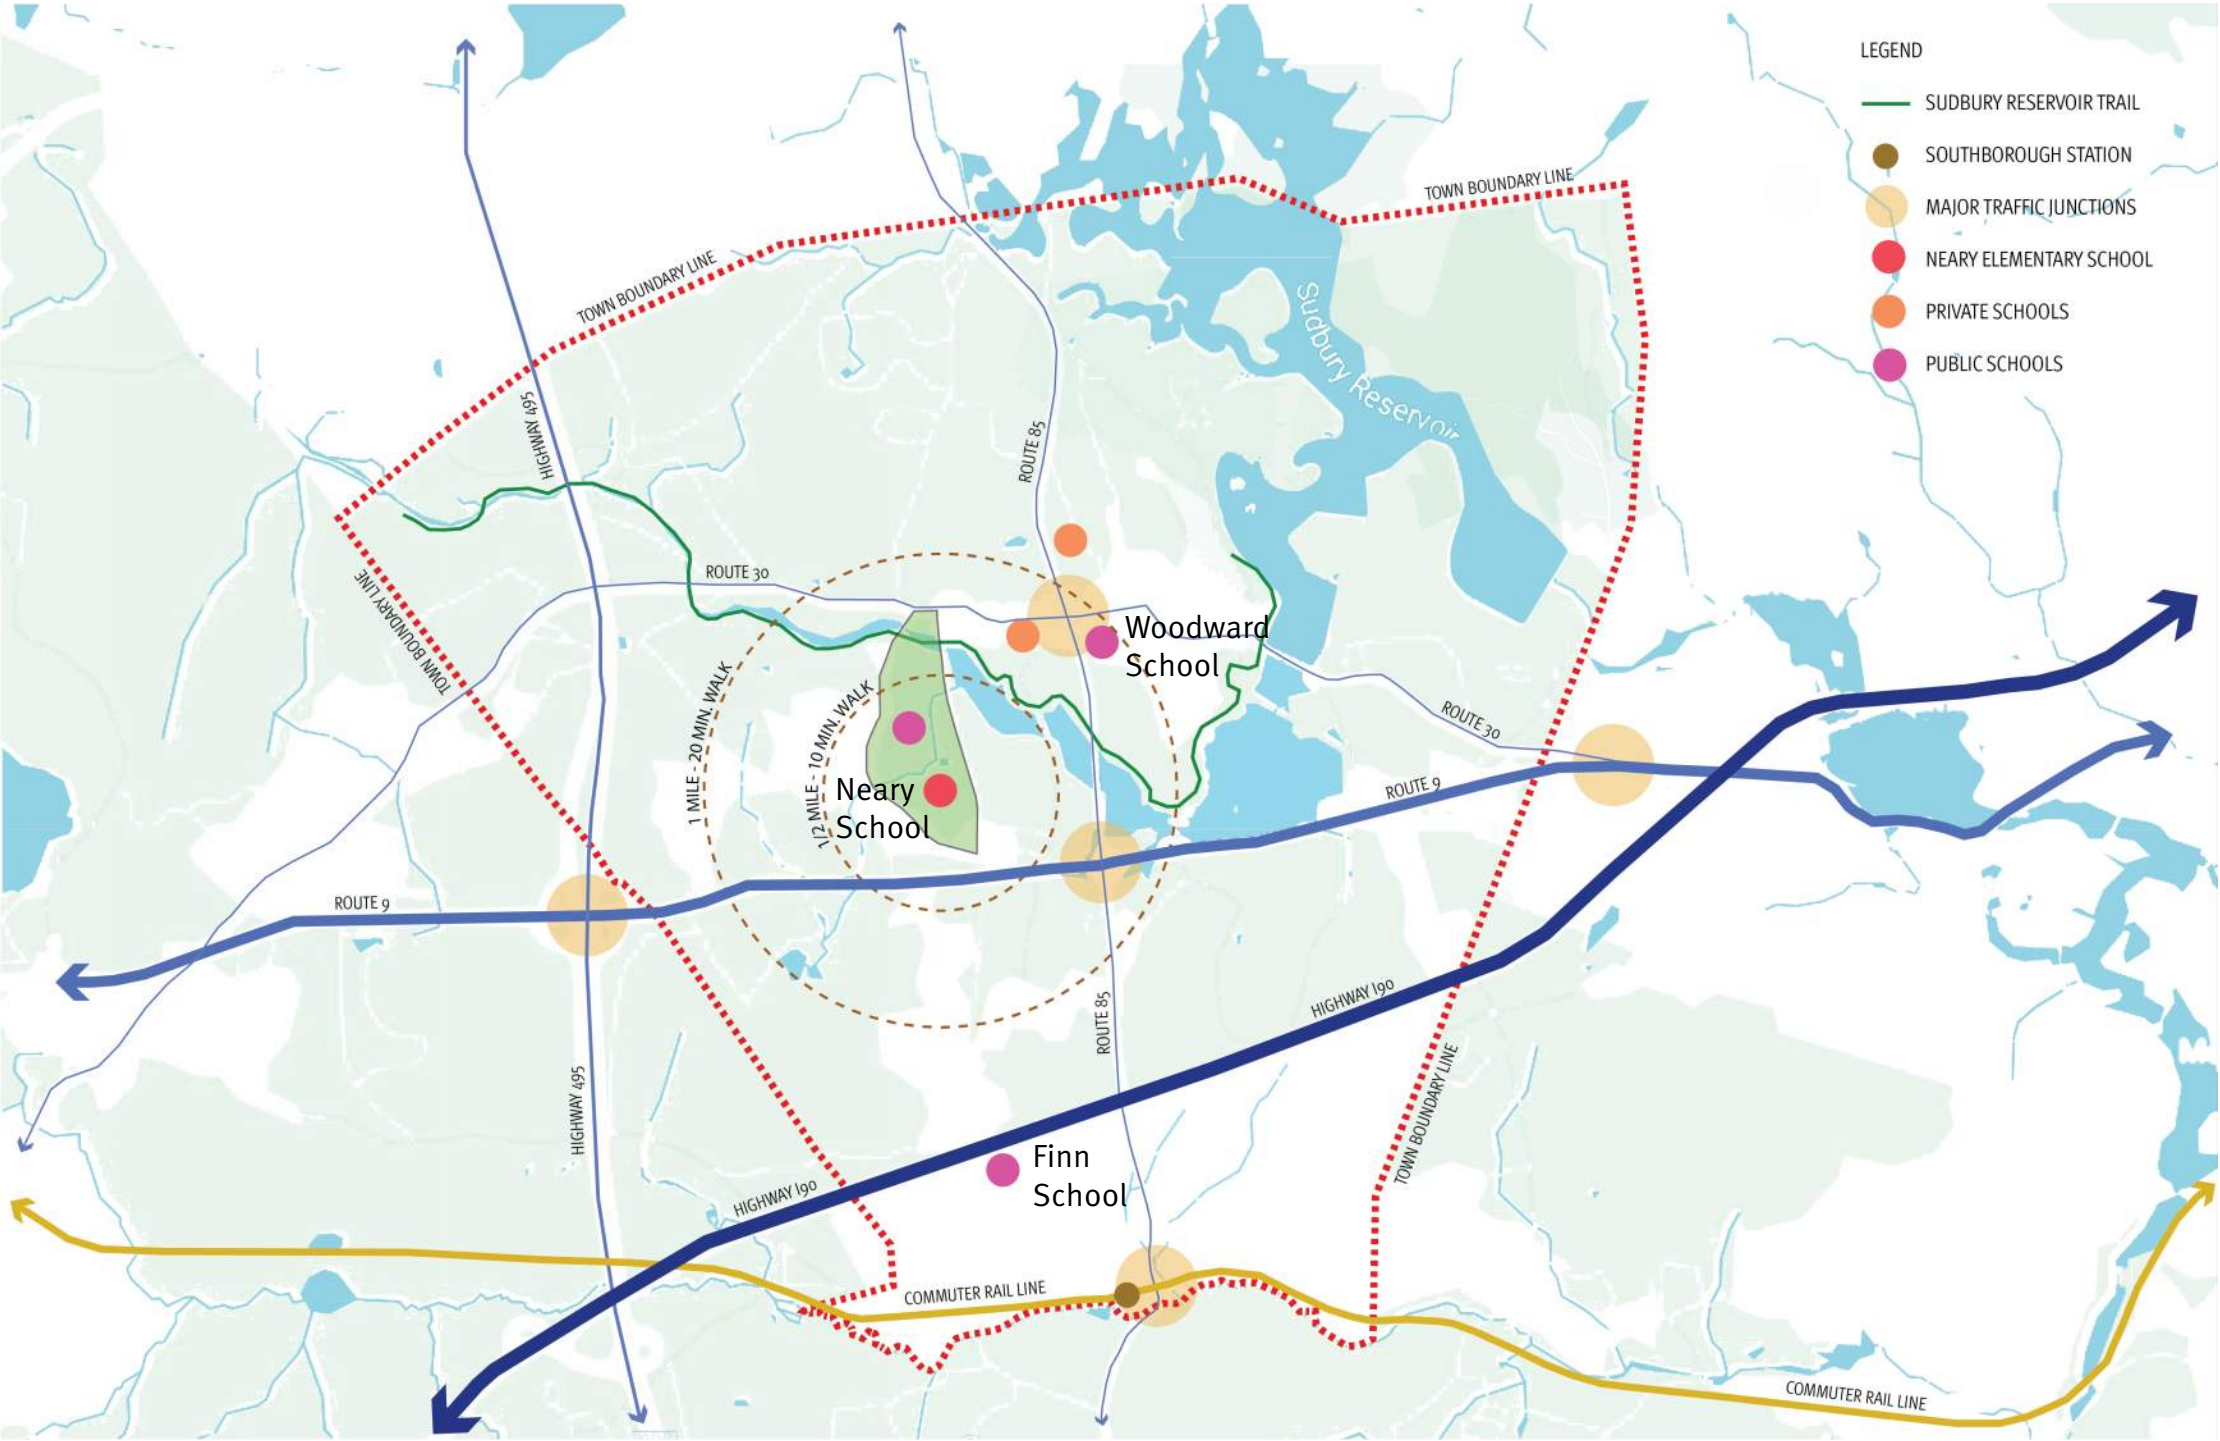 LEGEND
SUDBURY RESERVOIR TRAIL
SOUTHBOROUGH STATION
MAJOR TRAFFIC JUNCTIONS
NEARY ELEMENTARY SCHOOL
PRIVATE SCHOOLS
PUBLIC SCHOOLS
TOWN BOUNDARY LINE
TOWN BOUNDARY LINE
Sudbury Reservoir
HIGHWAY 495
ROUTE 85
ROUTE 30
TOWN BOUNDARY LINE
Woodward
School
1 MILE - 20 MIN. WALK
1/2 MILE - 10 MIN. WALK
ROUTE 30
Neary
School
ROUTE 9
ROUTE 9
HIGHWAY I90
ROUTE 85
HIGHWAY 495
TOWN BOUNDARY LINE
Finn
School
HIGHWAY I90
COMMUTER RAIL LINE
COMMUTER RAIL LINE